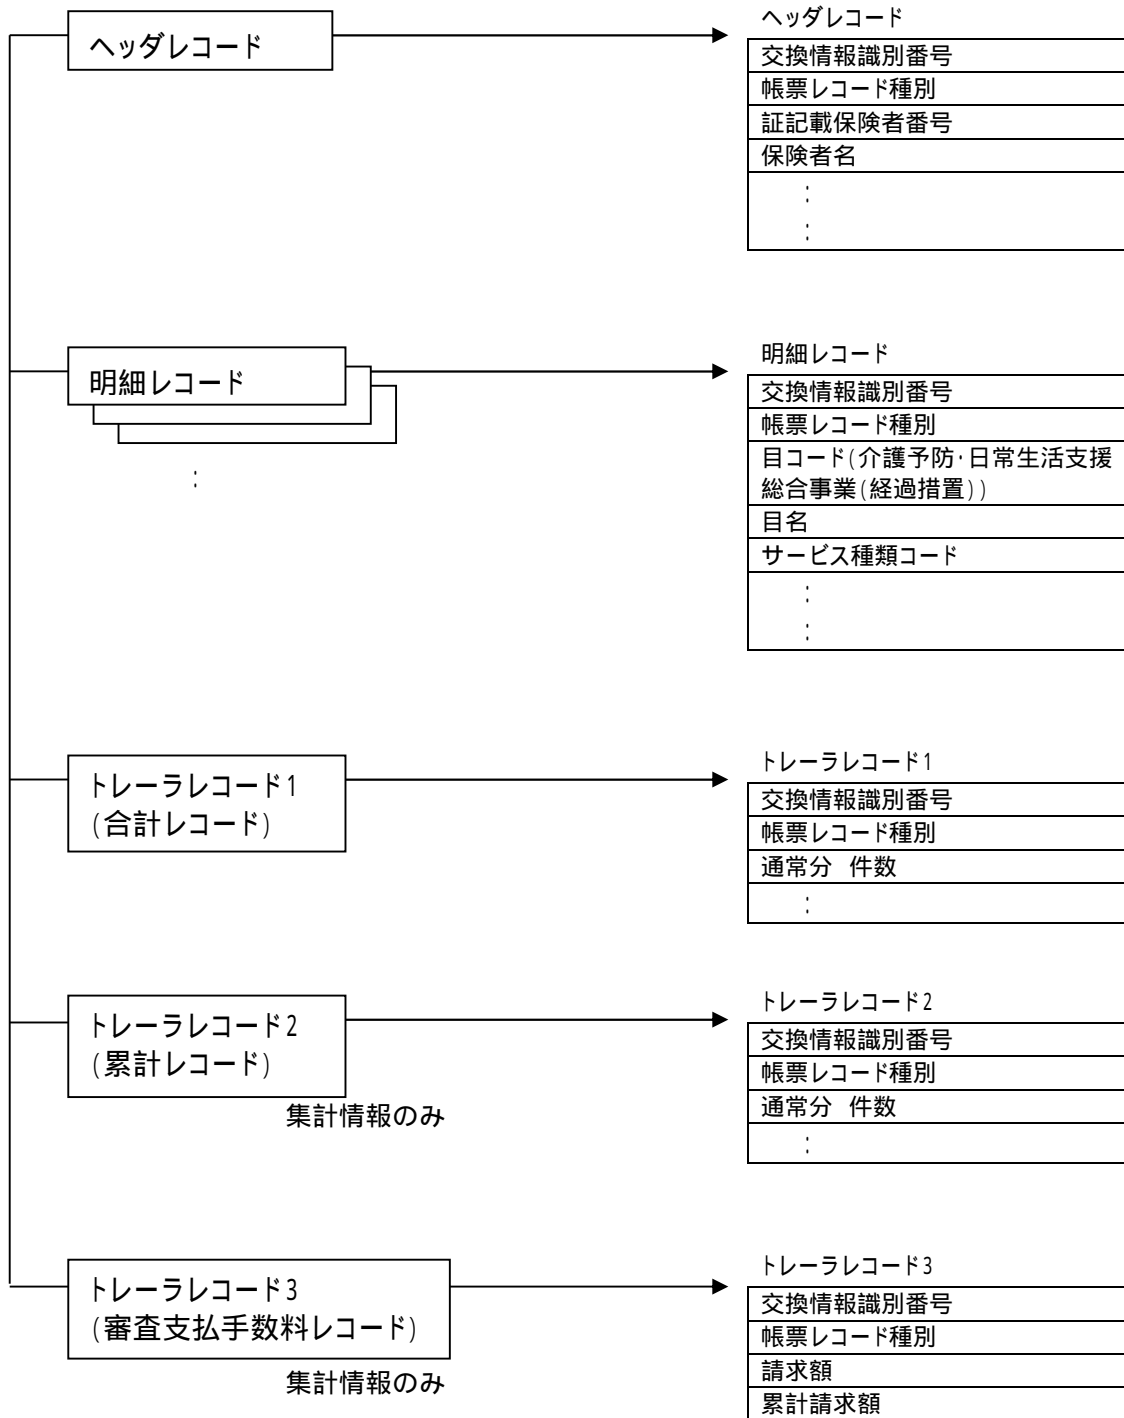 ヘッダレコード
ヘッダレコード
交換情報識別番号
帳票レコード種別
証記載保険者番号
保険者名
:
:
明細レコード
:
明細レコード
交換情報識別番号
帳票レコード種別
目コード(介護予防・日常生活支援
総合事業(経過措置))
目名
サービス種類コード
:
:
トレーラレコード1
(合計レコード)
トレーラレコード1
交換情報識別番号
帳票レコード種別
通常分 件数
:
トレーラレコード2
(累計レコード)
集計情報のみ
トレーラレコード2
交換情報識別番号
帳票レコード種別
通常分 件数
:
トレーラレコード3
(審査支払手数料レコード)
集計情報のみ
トレーラレコード3
交換情報識別番号
帳票レコード種別
請求額
累計請求額